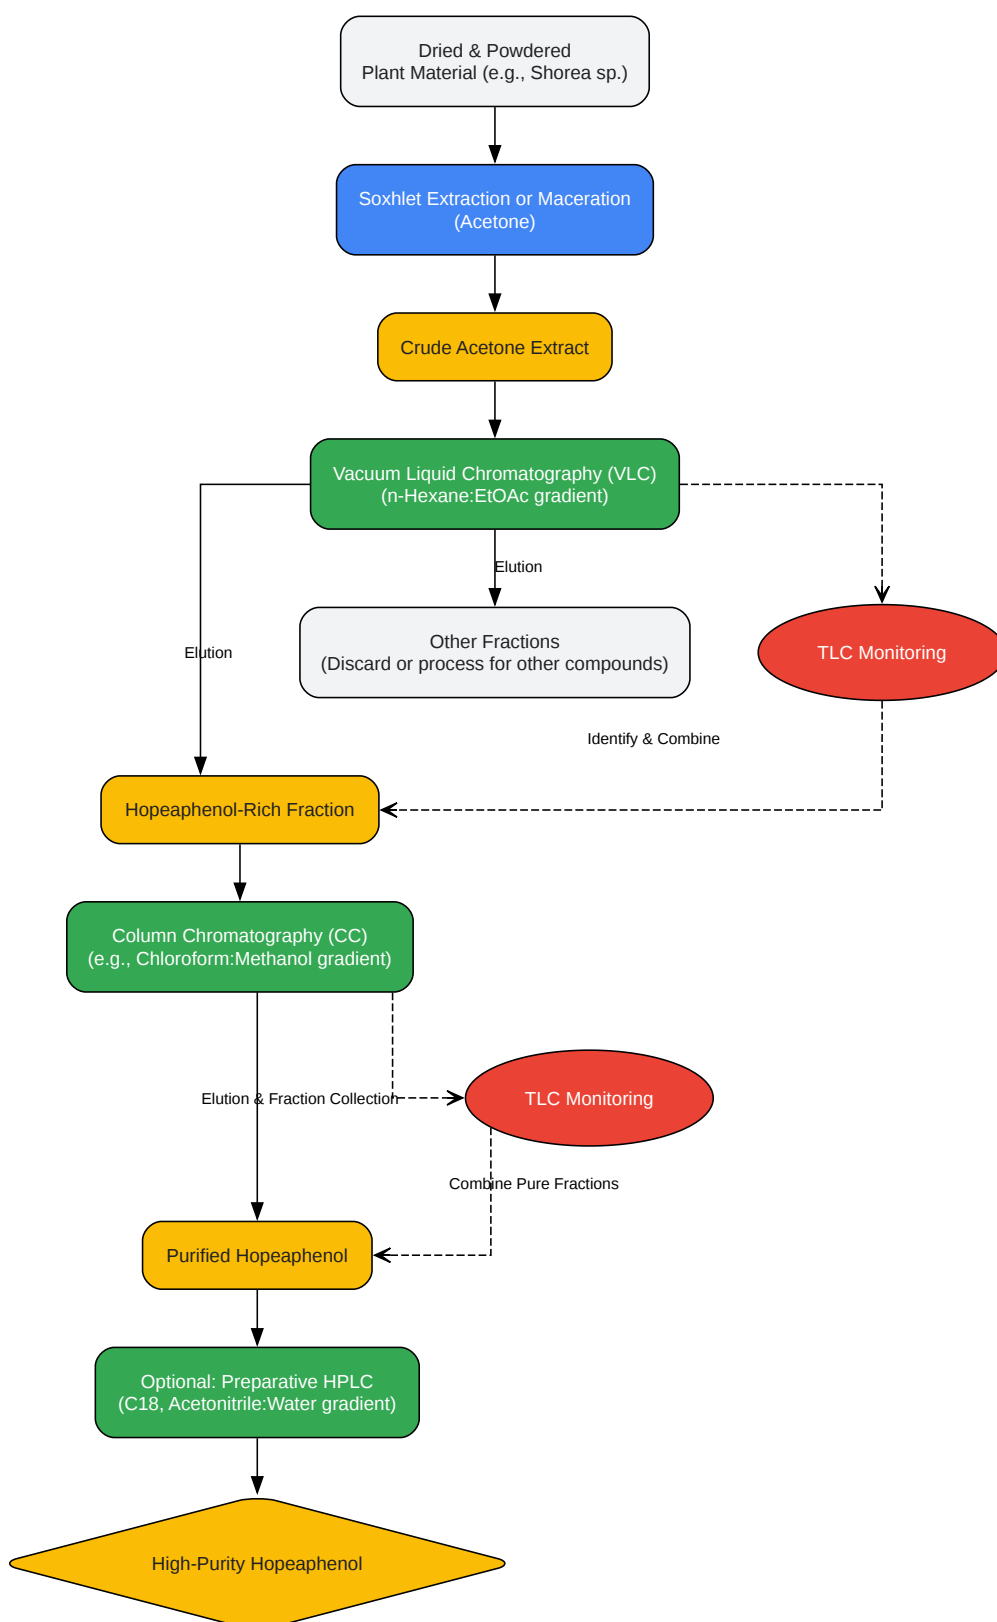 Dried & Powdered
Plant Material (e.g., Shorea sp.)
Soxhlet Extraction or Maceration
(Acetone)
Crude Acetone Extract
Vacuum Liquid Chromatography (VLC)
(n-Hexane:EtOAc gradient)
Elution
Other Fractions
(Discard or process for other compounds)
Elution
TLC Monitoring
Identify & Combine
Hopeaphenol-Rich Fraction
Column Chromatography (CC)
(e.g., Chloroform:Methanol gradient)
Elution & Fraction Collection
TLC Monitoring
Combine Pure Fractions
Purified Hopeaphenol
Optional: Preparative HPLC
(C18, Acetonitrile:Water gradient)
High-Purity Hopeaphenol